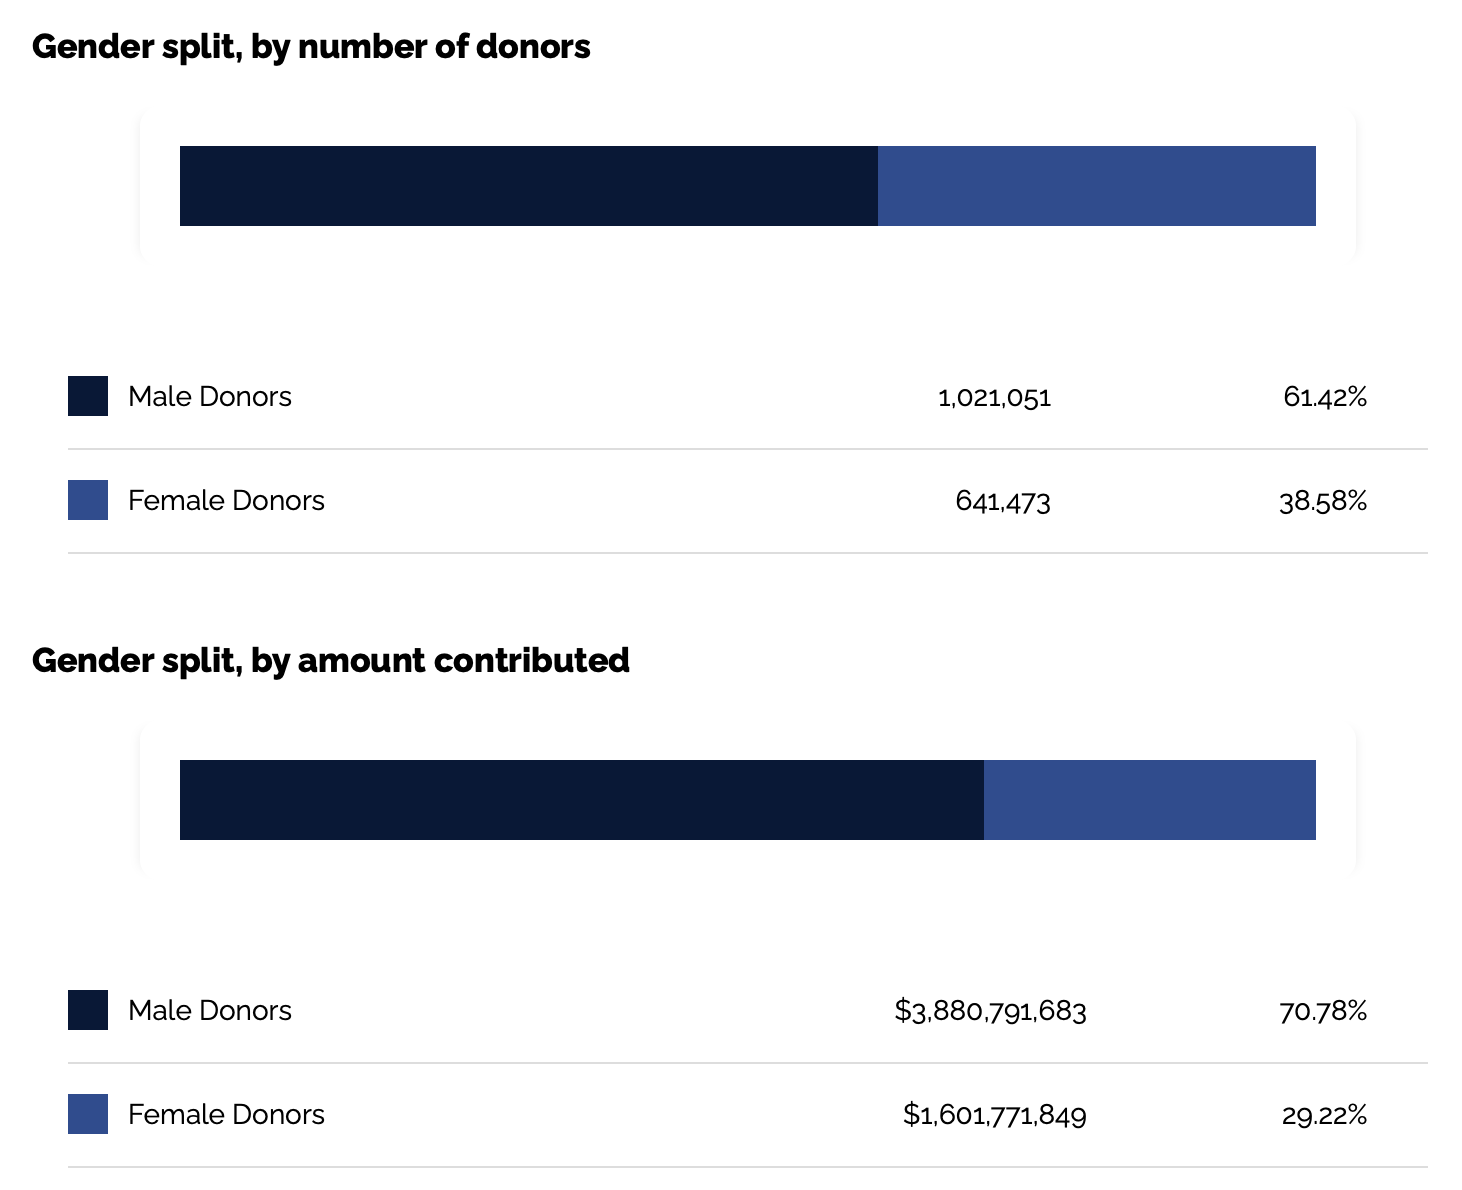 Gender split, by number of donors
Male Donors 1,021,051 61.42%
Female Donors 641,473 38.58%
Gender split, by amount contributed
Male Donors $3,880,791,683 70.78%
Female Donors $1,601,771,849 29.22%